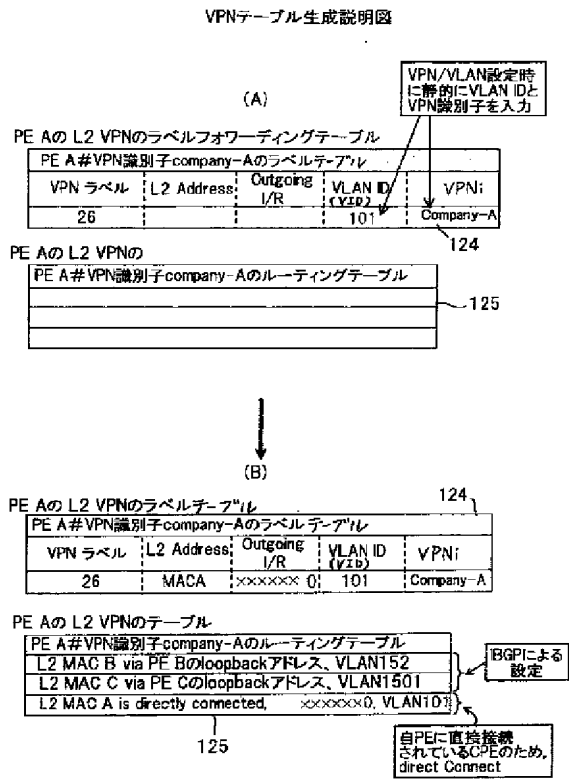 VPNテーブル生成説明図
VPN/VLAN設定時
に静的にVLAN IDと
VPN識別子を入力
(A)
PE Aの L2 VPNのラベルフォワーディングテーブル
PE A#VPN識別子company-Aのラベルテーブル
VPN ラベル L2 Address Outgoing I/R VLAN ID (VID) VPNi
26 101 Company-A
124
PE Aの L2 VPNの
PE A#VPN識別子company-Aのルーティングテーブル
125
(B)
124
PE Aの L2 VPNのラベルテーブル
PE A#VPN識別子company-Aのラベルテーブル
VPN ラベル L2 Address Outgoing I/R VLAN ID (VID) VPNi
26 MACA ×××××× 0 101 Company-A
PE Aの L2 VPNのテーブル
PE A#VPN識別子company-Aのルーティングテーブル
L2 MAC B via PE Bのloopbackアドレス、VLAN152
L2 MAC C via PE Cのloopbackアドレス、VLAN1501
L2 MAC A is directly connected, ××××××0, VLAN101
iBGPによる
設定
125
自PEに直接接続
されているCPEのため,
direct Connect